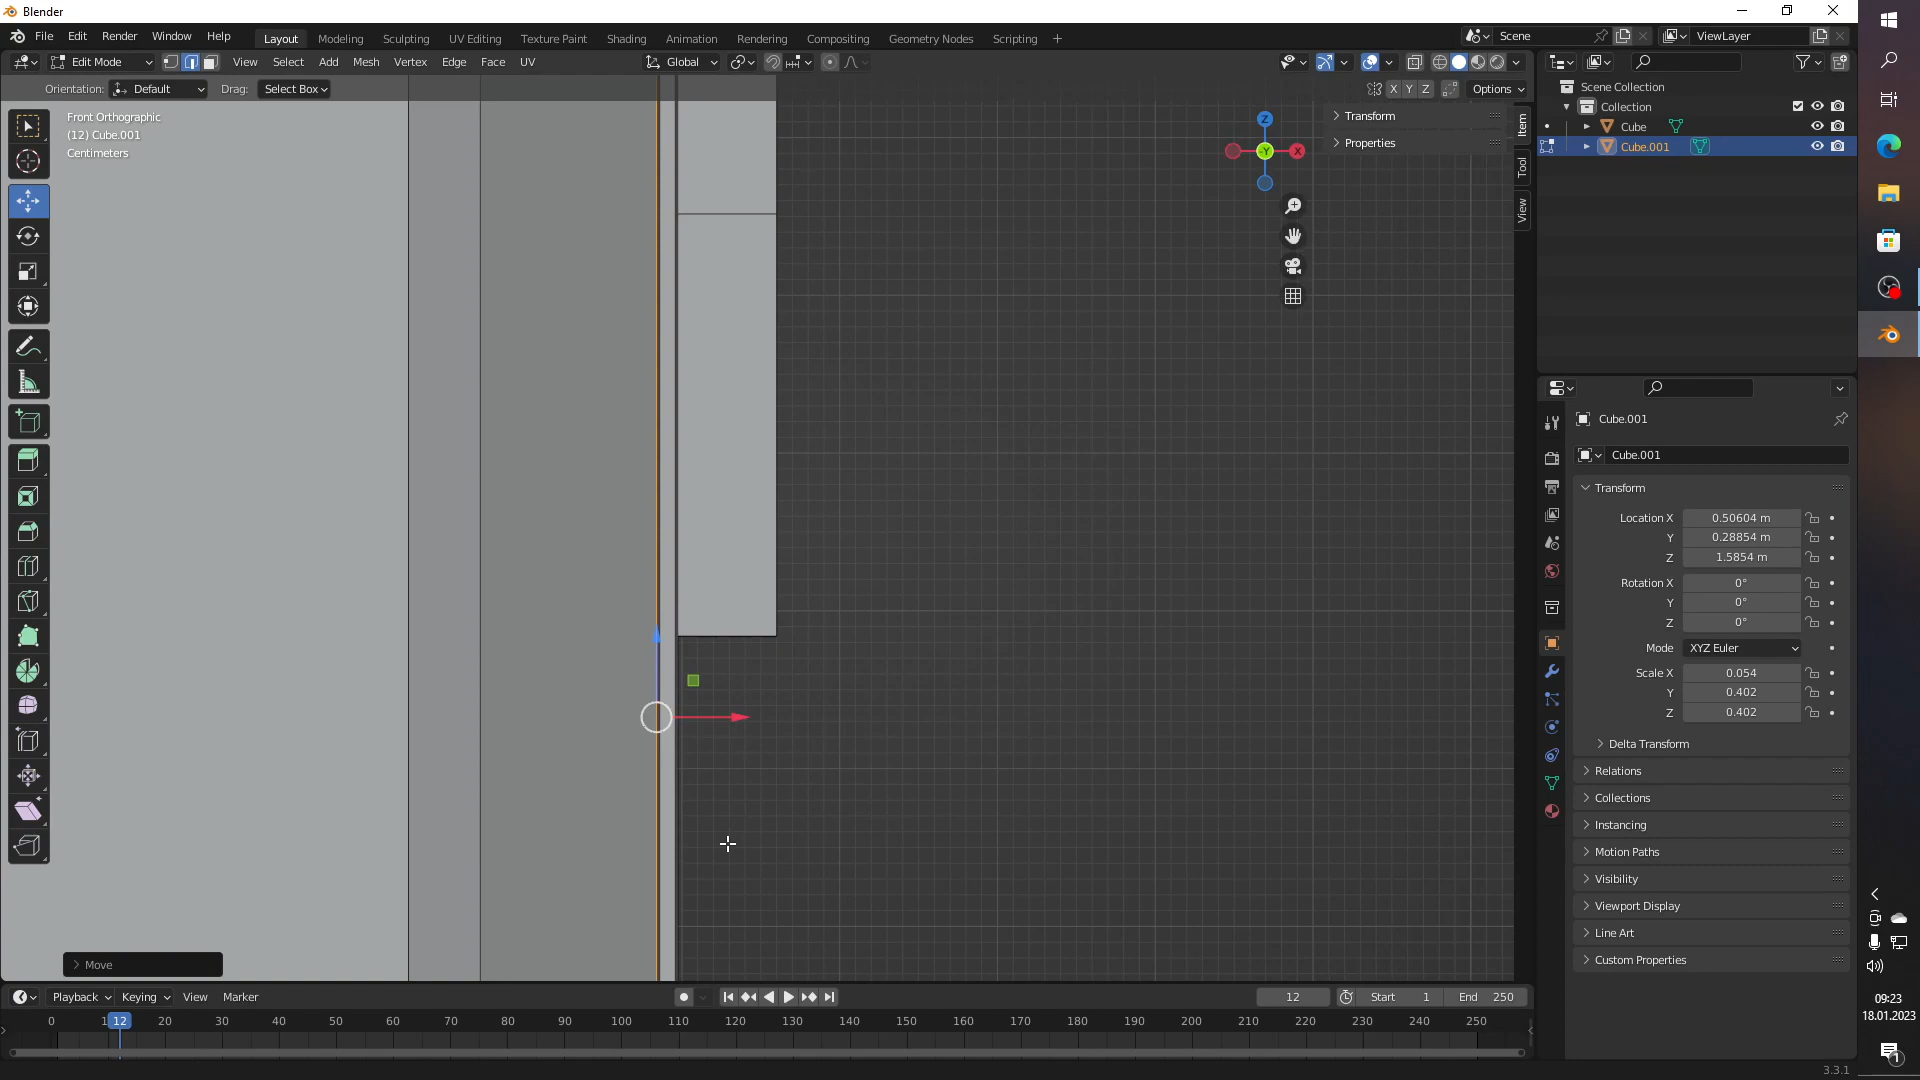 Blender
File Edit Render Window Help Layout Modeling Sculpting UV Editing Texture Paint Shading Animation Rendering Compositing Geometry Nodes Scripting + Scene ViewLayer
Edit Mode View Select Add Mesh Vertex Edge Face UV Global
Orientation: Default Drag: Select Box X Y Z Options
Scene Collection
Collection
Cube
Cube.001
Front Orthographic
(12) Cube.001
Centimeters
Z
Y
X
Transform
Properties
Item
Tool
View
Cube.001
Cube.001
Transform
Location X 0.50604 m
Y 0.28854 m
Z 1.5854 m
Rotation X 0°
Y 0°
Z 0°
Mode XYZ Euler
Scale X 0.054
Y 0.402
Z 0.402
Delta Transform
Relations
Collections
Instancing
Motion Paths
Visibility
Viewport Display
Line Art
Custom Properties
Move
Playback Keying View Marker 12 Start 1 End 250
0 1 12 20 30 40 50 60 70 80 90 100 110 120 130 140 150 160 170 180 190 200 210 220 230 240 250
3.3.1
09:23
18.01.2023
1